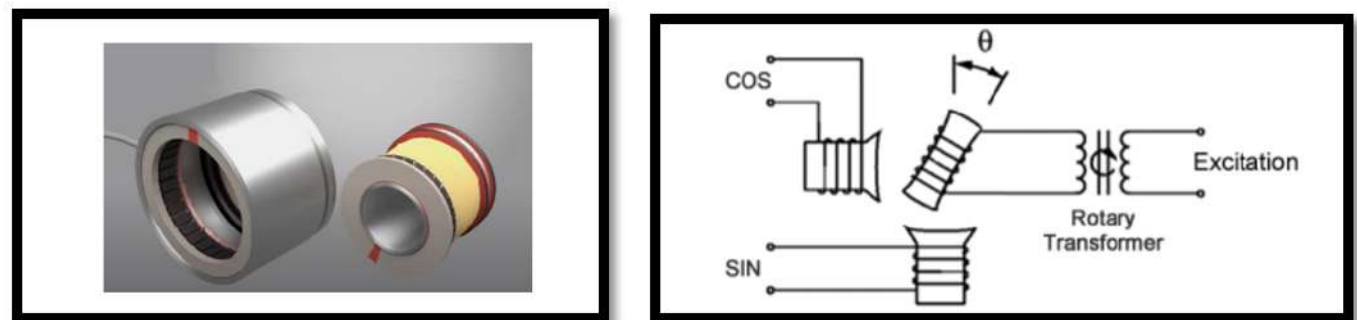 θ
COS
Excitation
Rotary
Transformer
SIN